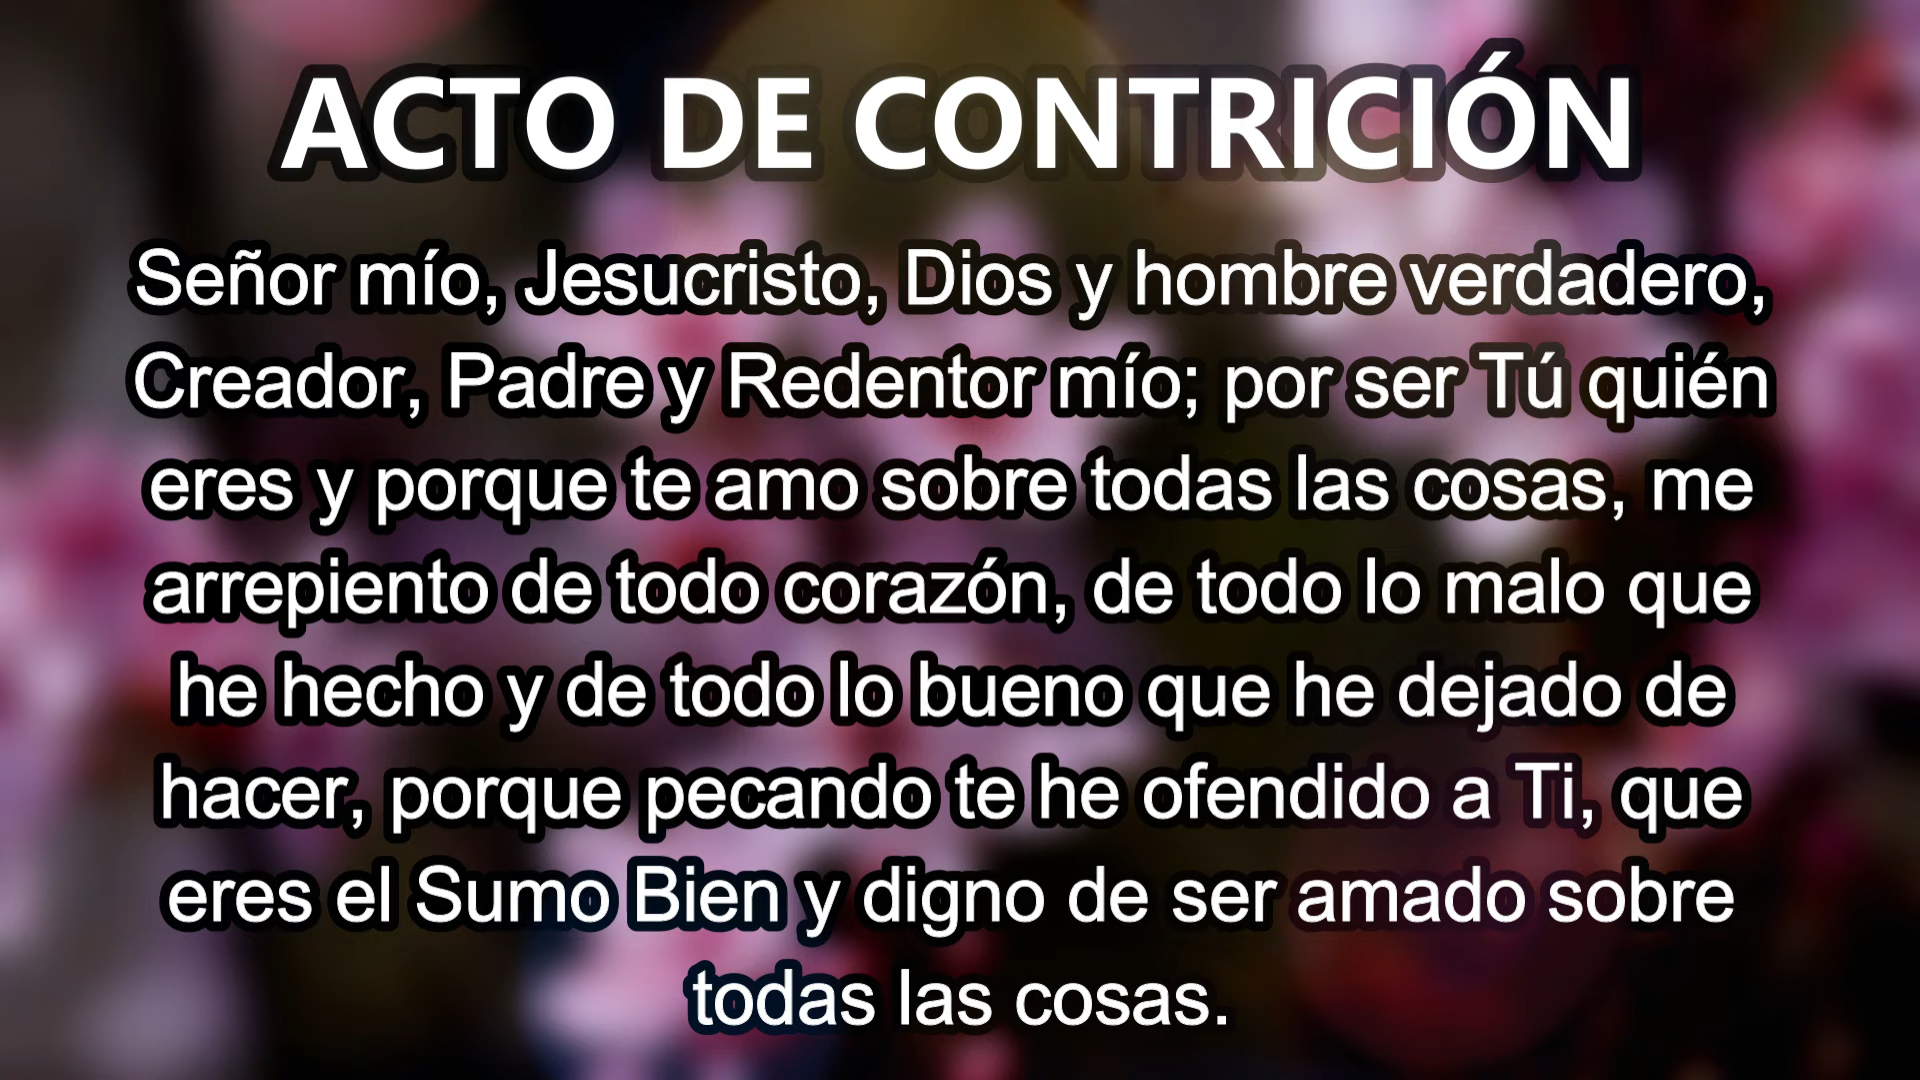 ACTO DE CONTRICIÓN
Señor mío, Jesucristo, Dios y hombre verdadero,
Creador, Padre y Redentor mío; por ser Tú quién
eres y porque te amo sobre todas las cosas, me
arrepiento de todo corazón, de todo lo malo que
he hecho y de todo lo bueno que he dejado de
hacer, porque pecando te he ofendido a Ti, que
eres el Sumo Bien y digno de ser amado sobre
todas las cosas.